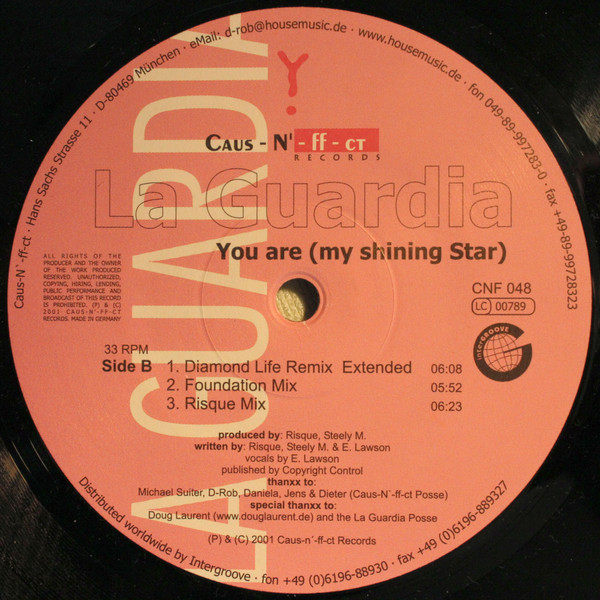 Caus-N´-ff-ct · Hans Sachs Strasse 11 · D-80469 München · eMail: d-rob@housemusic.de · www.housemusic.de · fon 049-89-997283-0 · fax +49-89-99728323
LA GUARDIA
Y.
CAUS - N' - ff - CT
RECORDS
La Guardia
You are (my shining Star)
ALL RIGHTS OF THE
PRODUCER AND THE OWNER
OF THE WORK PRODUCED
RESERVED. UNAUTHORIZED,
COPYING, HIRING, LENDING,
PUBLIC PERFORMANCE AND
BROADCAST OF THIS RECORD
IS PROHIBITED. (P) & (C)
2001 CAUS-N'-FF-CT
RECORDS. MADE IN GERMANY
CNF 048
LC 00789
interGROOVE
33 RPM
Side B 1. Diamond Life Remix Extended 06:08
2. Foundation Mix 05:52
3. Risque Mix 06:23
produced by: Risque, Steely M.
written by: Risque, Steely M. & E. Lawson
vocals by E. Lawson
published by Copyright Control
thanxx to:
Michael Suiter, D-Rob, Daniela, Jens & Dieter (Caus-N`-ff-ct Posse)
special thanxx to:
Doug Laurent (www.douglaurent.de) and the La Guardia Posse
(P) & (C) 2001 Caus-n´-ff-ct Records
Distributed worldwide by Intergroove · fon +49 (0)6196-88930 · fax +49 (0)6196-889327